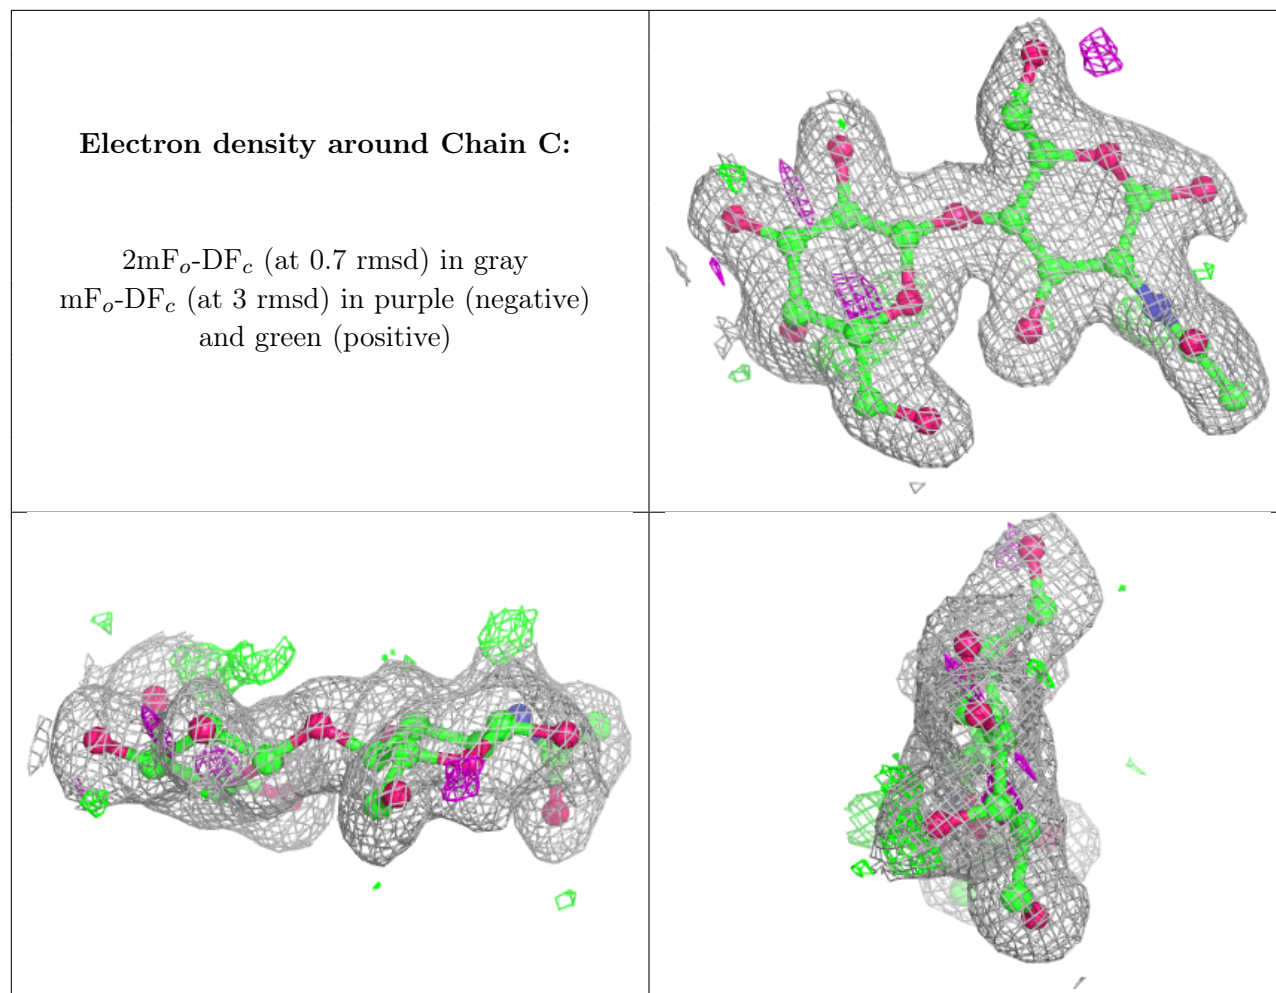 Electron density around Chain C:
2mFo-DFc (at 0.7 rmsd) in gray
mFo-DFc (at 3 rmsd) in purple (negative)
and green (positive)